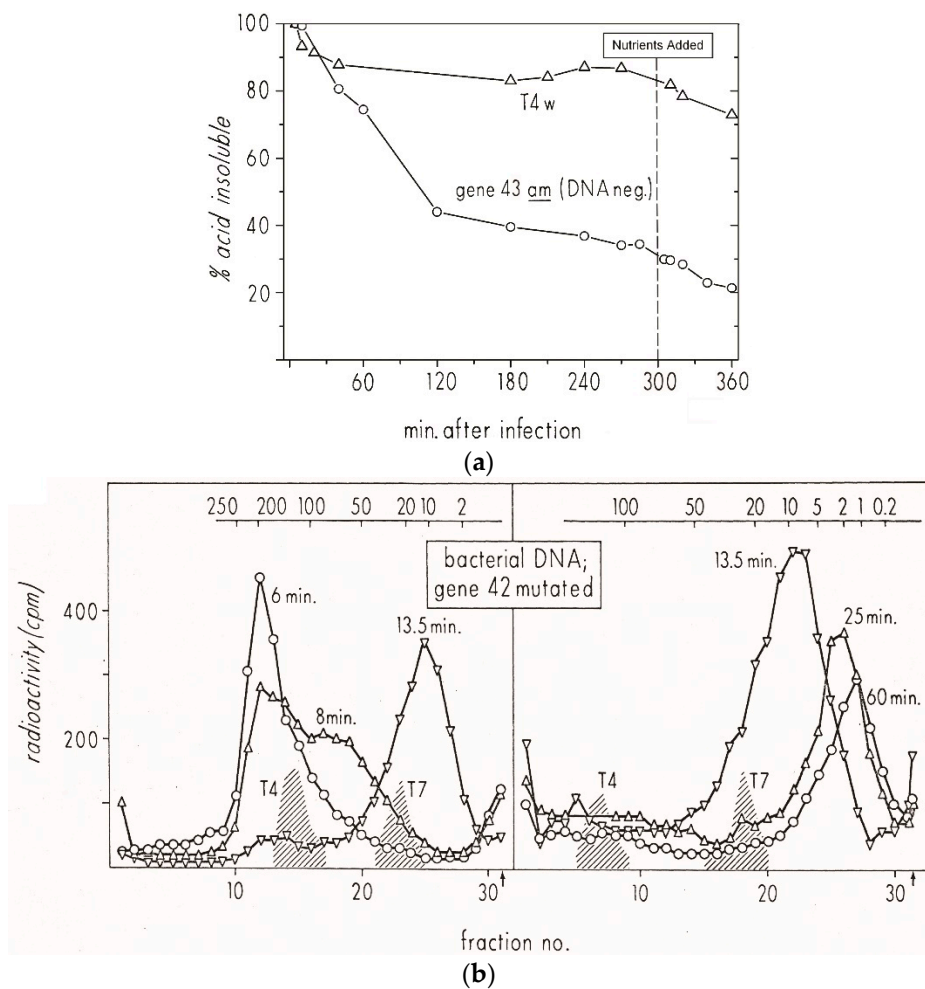 100
80
60
40
20
% acid insoluble
Nutrients Added
T4 w
gene 43 am (DNA neg.)
60 120 180 240 300 360
min. after infection
(a)
250 200 100 50 20 10 2
100 50 20 10 5 2 1 0.2
bacterial DNA;
gene 42 mutated
radioactivity (cpm)
400
200
6 min.
8 min.
13.5 min.
T4
T7
13.5 min.
25 min.
60 min.
T4
T7
10 20 30
10 20 30
fraction no.
(b)